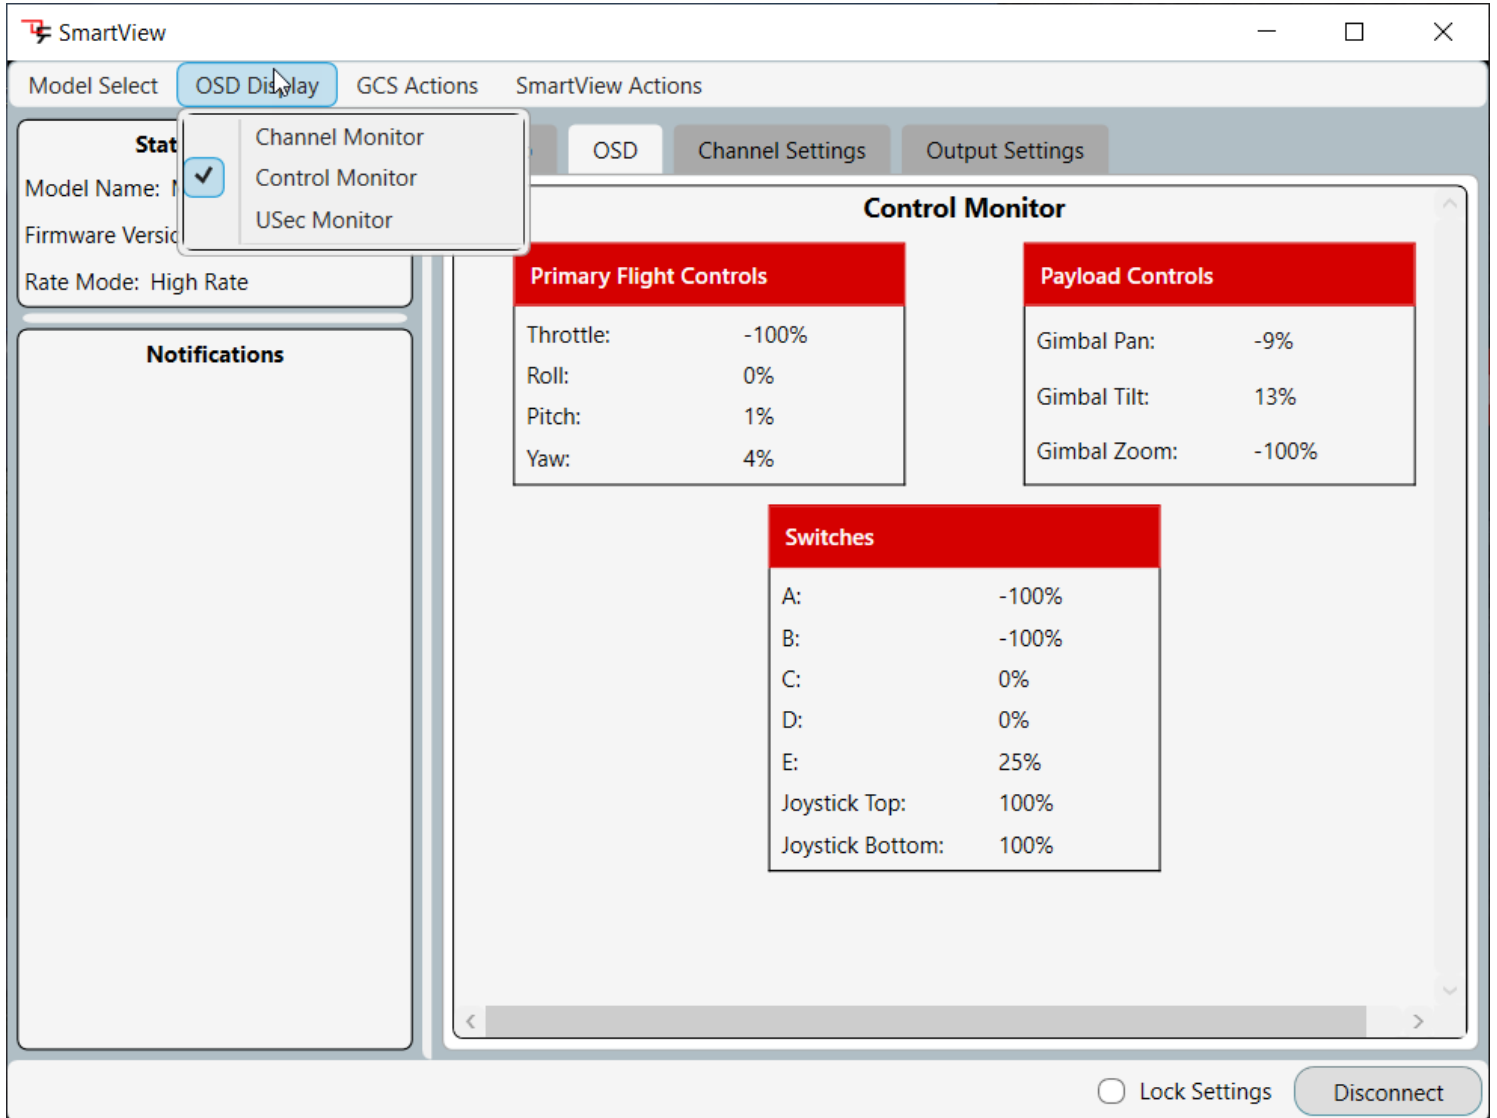 SmartView
Model Select OSD Display GCS Actions SmartView Actions
Channel Monitor
Control Monitor
USec Monitor
Model Name:
Rate Mode: High Rate
Notifications
OSD Channel Settings Output Settings
Control Monitor
Primary Flight Controls
Throttle: -100%
Roll: 0%
Pitch: 1%
Yaw: 4%
Payload Controls
Gimbal Pan: -9%
Gimbal Tilt: 13%
Gimbal Zoom: -100%
Switches
A: -100%
B: -100%
C: 0%
D: 0%
E: 25%
Joystick Top: 100%
Joystick Bottom: 100%
Lock Settings Disconnect